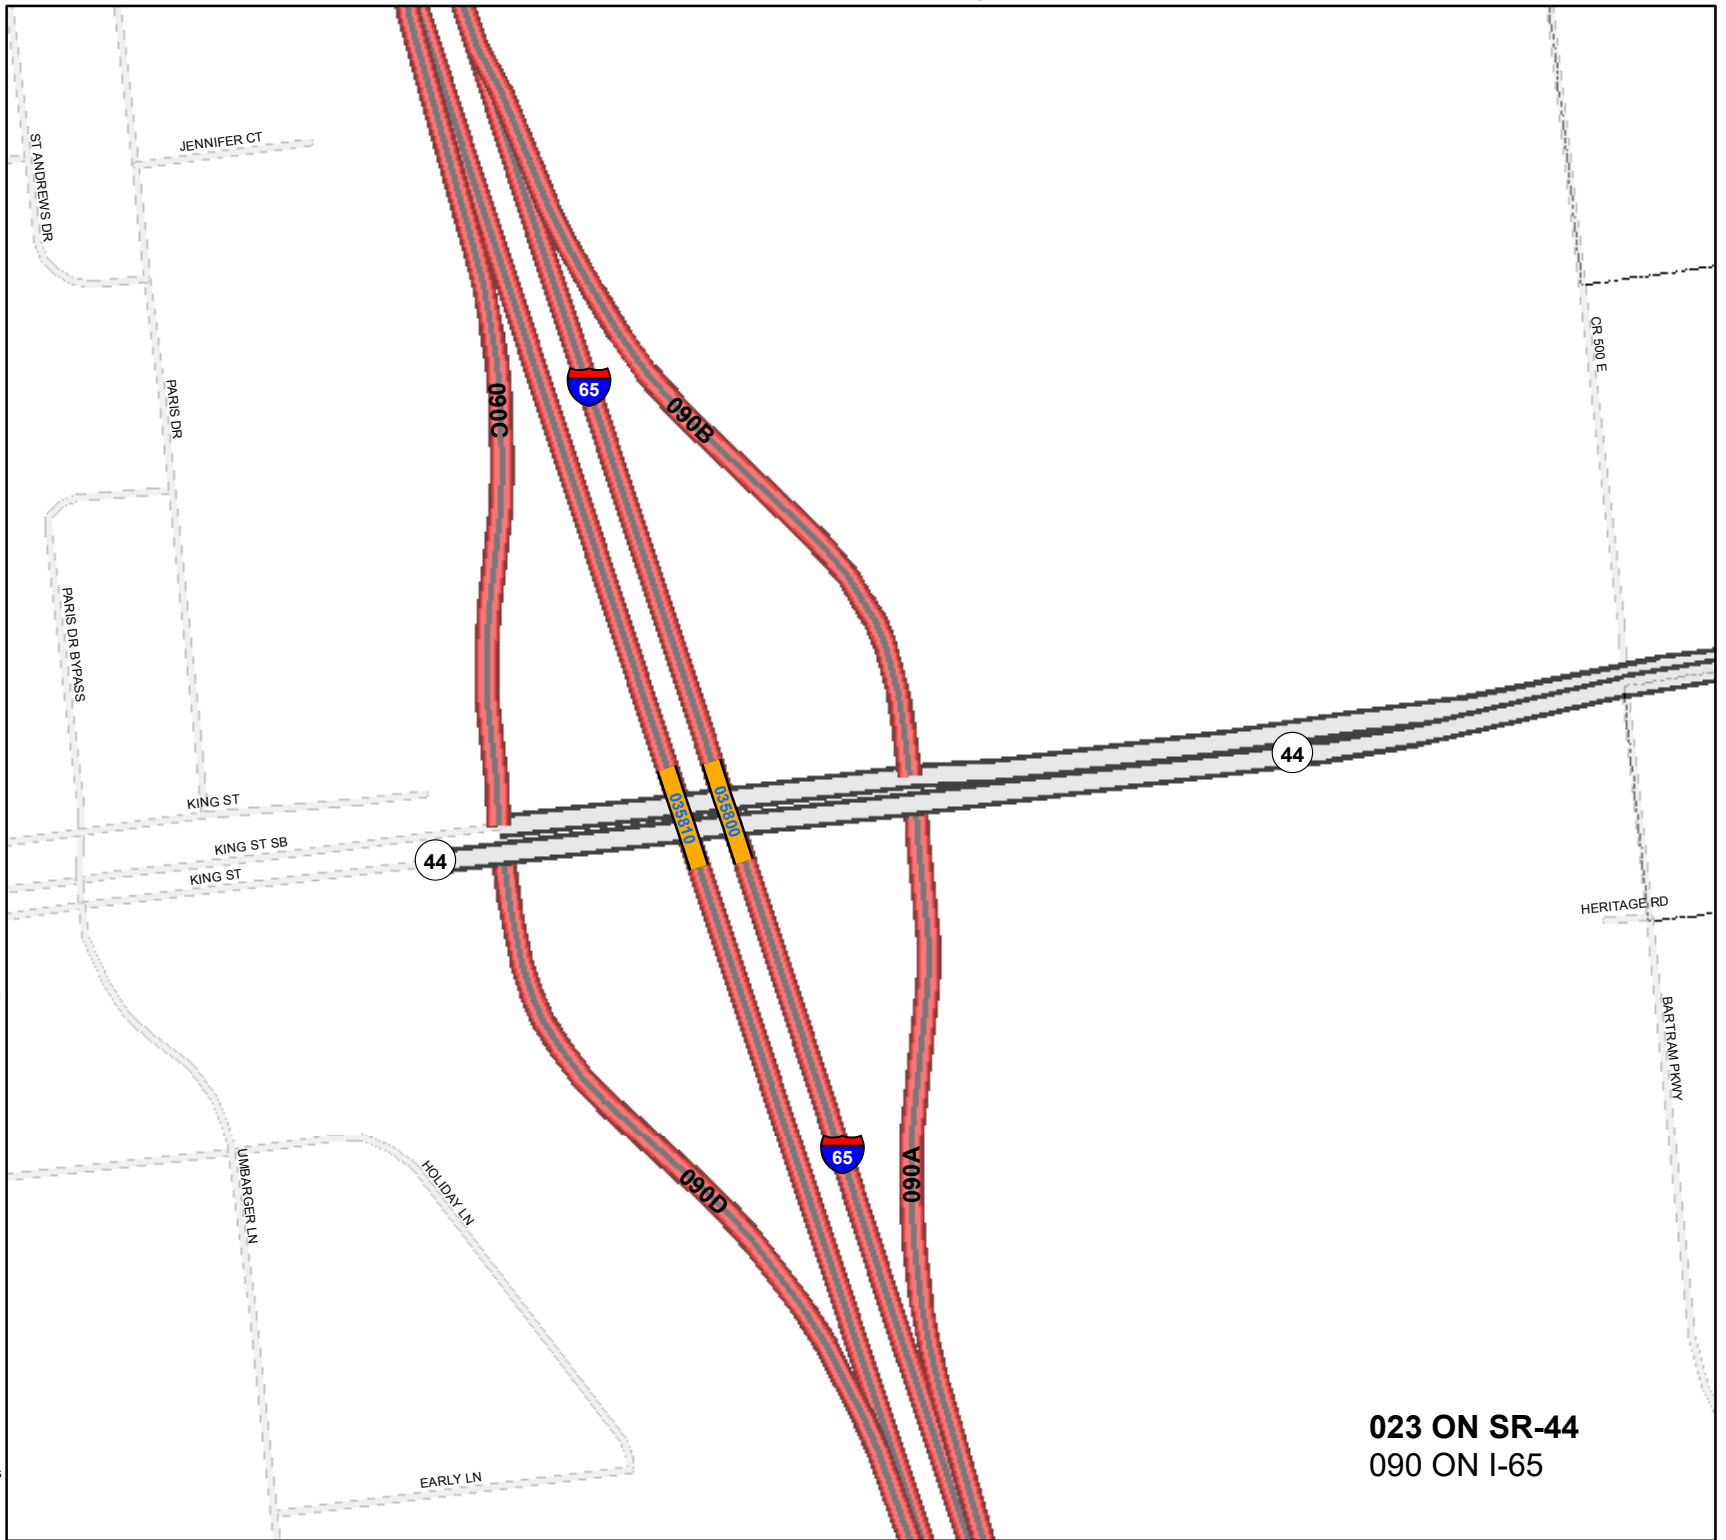 JENNIFER CT
ST ANDREWS DR
CR 500 E
65
090C
090B
PARIS DR
PARIS DR BYPASS
44
035810
035800
KING ST
KING ST SB
44
KING ST
HERITAGE RD
BARTRAM PKWY
65
090A
090D
UMBARGER LN
HOLIDAY LN
EARLY LN
023 ON SR-44
090 ON I-65